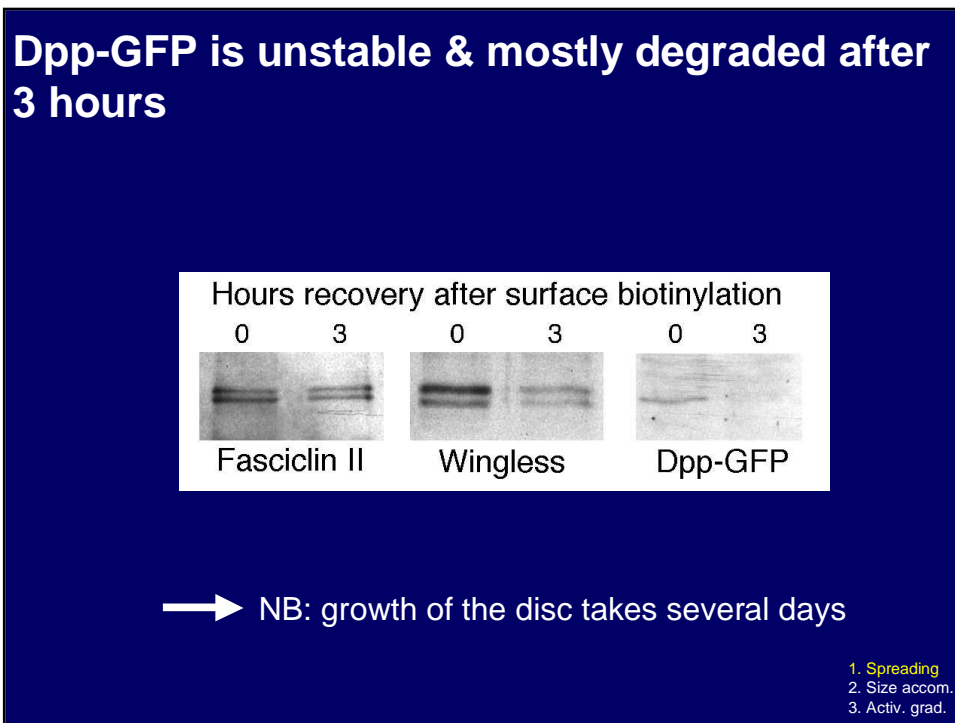 Dpp-GFP is unstable & mostly degraded after
3 hours
Hours recovery after surface biotinylation
0 3 0 3 0 3
Fasciclin II Wingless Dpp-GFP
NB: growth of the disc takes several days
1. Spreading
2. Size accom.
3. Activ. grad.